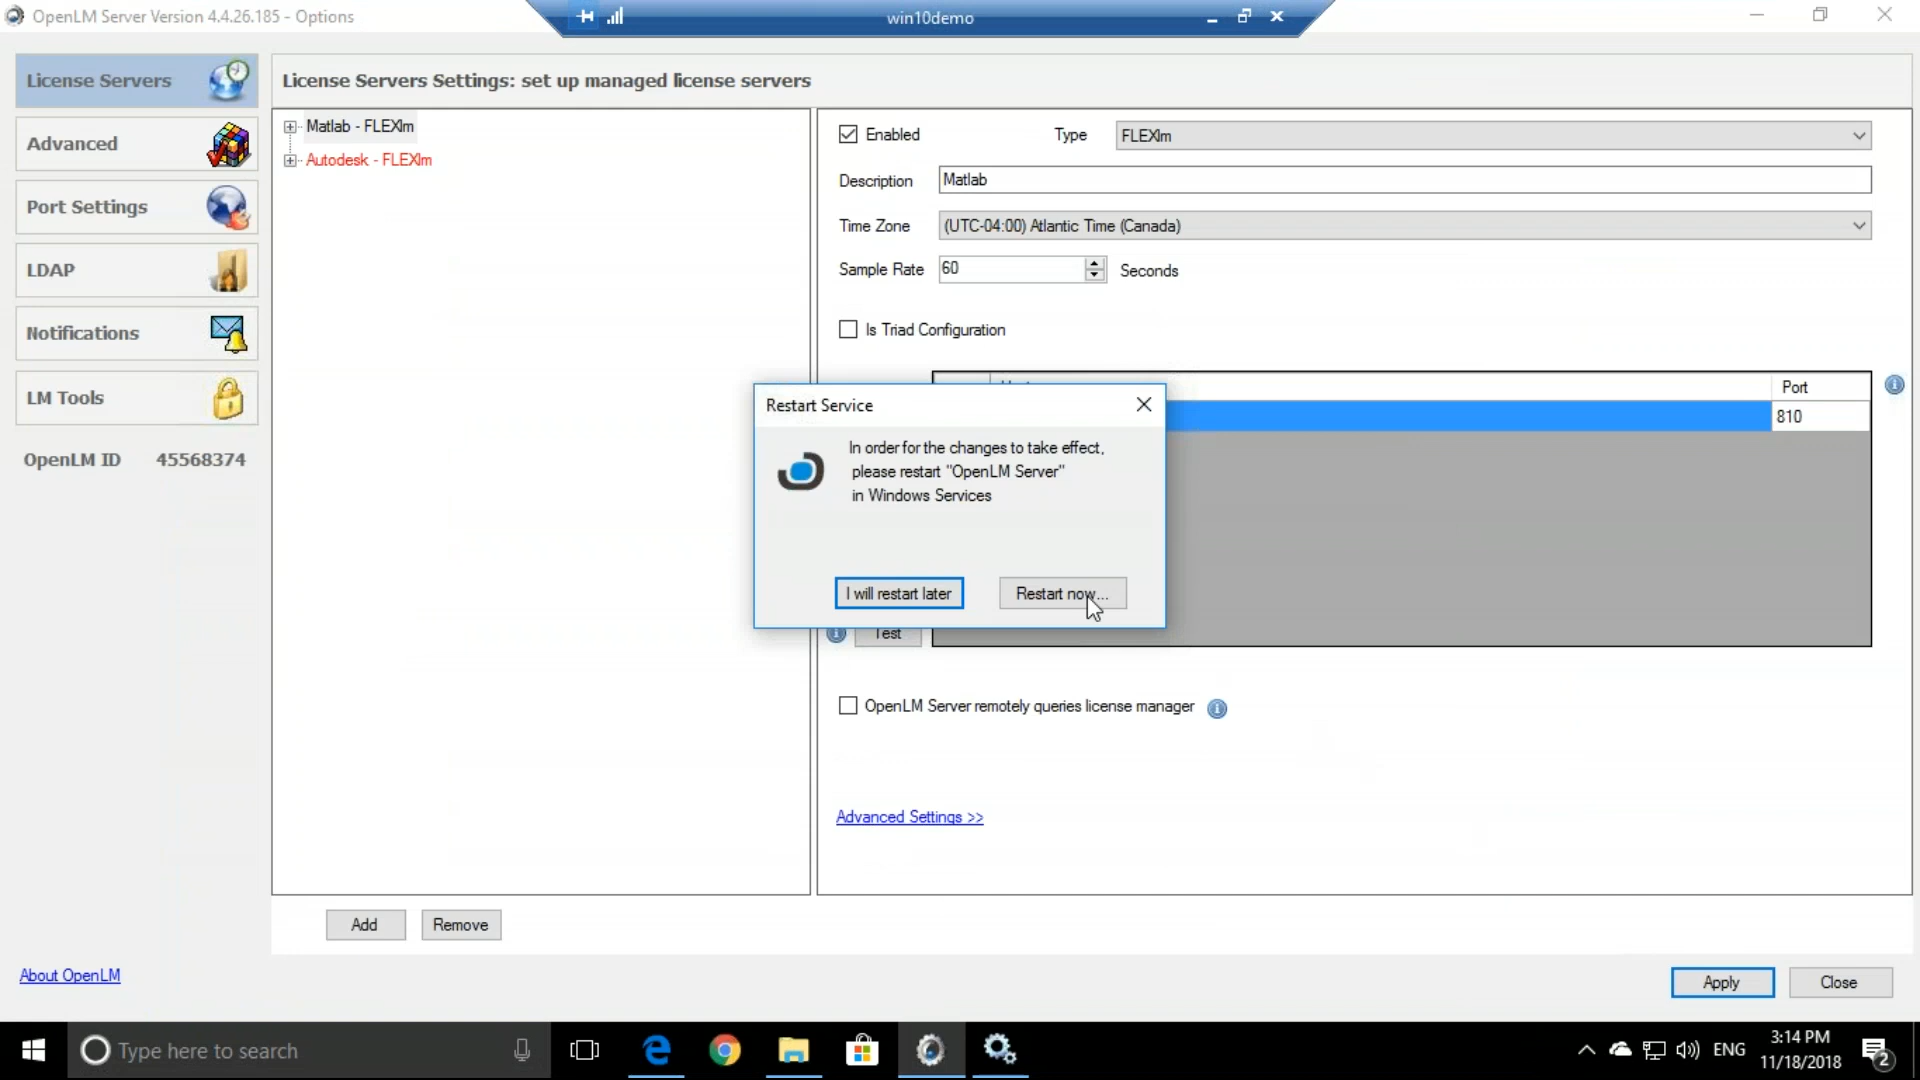 OpenLM Server Version 4.4.26.185 - Options
win10demo
License Servers
Advanced
Port Settings
LDAP
Notifications
LM Tools
OpenLM ID 45568374
License Servers Settings: set up managed license servers
Matlab - FLEXlm
Autodesk - FLEXlm
Enabled
Type
FLEXlm
Description
Matlab
Time Zone
(UTC-04:00) Atlantic Time (Canada)
Sample Rate
60
Seconds
Is Triad Configuration
Port
810
Restart Service
In order for the changes to take effect,
please restart "OpenLM Server"
in Windows Services
I will restart later
Restart now...
Test
OpenLM Server remotely queries license manager
Advanced Settings >>
Add
Remove
About OpenLM
Apply
Close
Type here to search
ENG
3:14 PM
11/18/2018
2